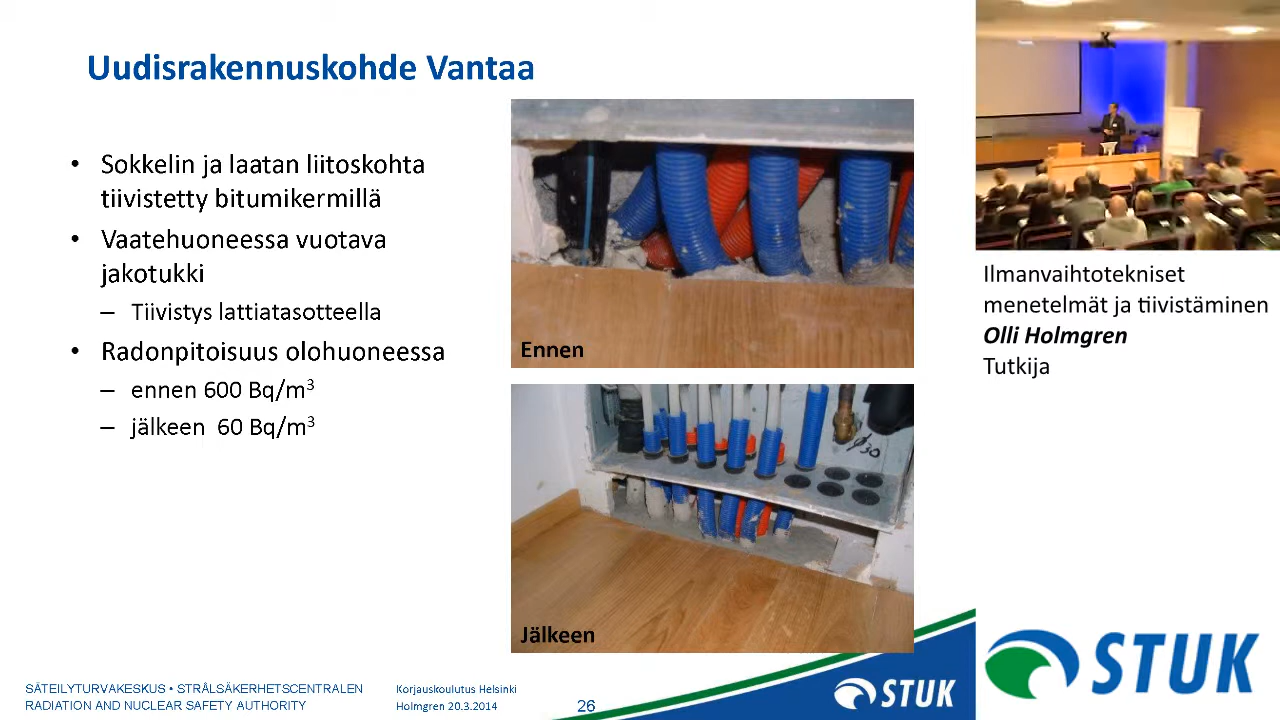 Uudisrakennuskohde Vantaa
• Sokkelin ja laatan liitoskohta
tiivistetty bitumikermillä
• Vaatehuoneessa vuotava
jakotukki
– Tiivistys lattiatasotteella
• Radonpitoisuus olohuoneessa
– ennen 600 Bq/m³
– jälkeen 60 Bq/m³
Ennen
Ø30
Jälkeen
Ilmanvaihtotekniset
menetelmät ja tiivistäminen
Olli Holmgren
Tutkija
SÄTEILYTURVAKESKUS • STRÅLSÄKERHETSCENTRALEN
RADIATION AND NUCLEAR SAFETY AUTHORITY
Korjauskoulutus Helsinki
Holmgren 20.3.2014
26
STUK
STUK